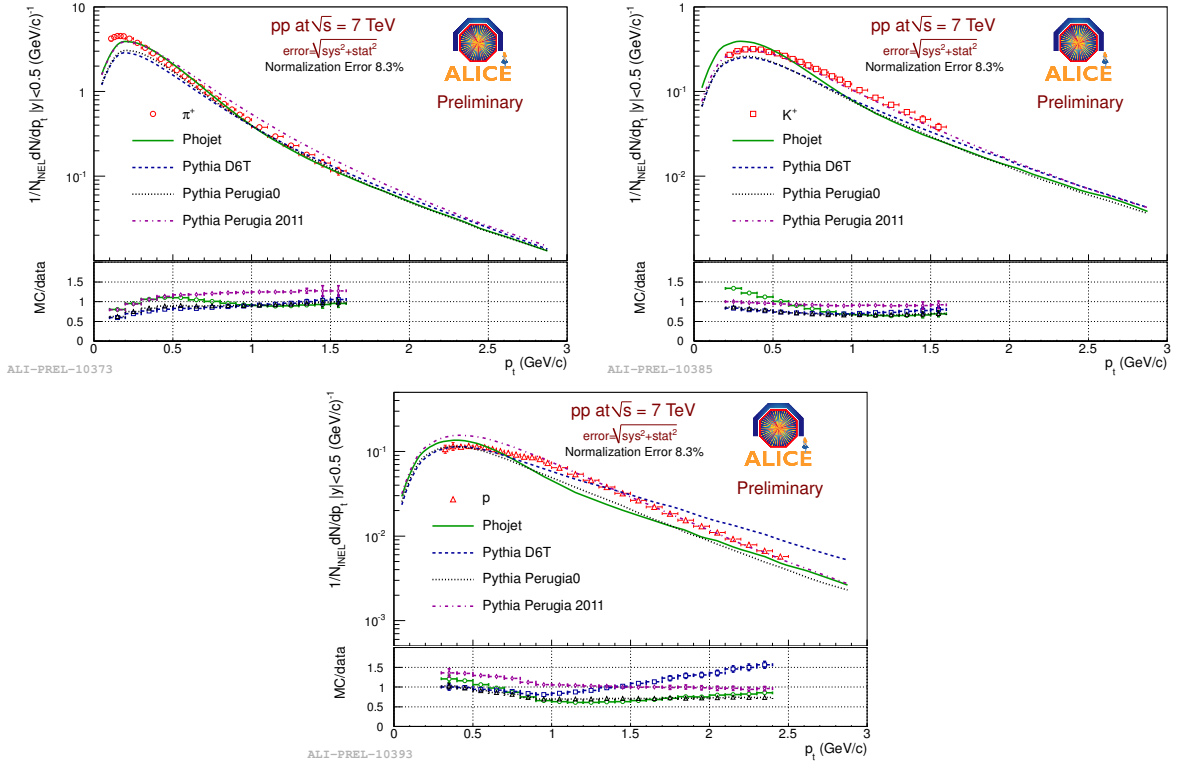 1/N_INEL dN/dp_t |y|<0.5 (GeV/c)^-1
10
1
10^-1
pp at √s = 7 TeV
error=√sys²+stat²
Normalization Error 8.3%
ALICE
Preliminary
π+
Phojet
Pythia D6T
Pythia Perugia0
Pythia Perugia 2011
MC/data
1.5
1
0.5
0
0 0.5 1 1.5 2 2.5 3
p_t (GeV/c)
ALI-PREL-10373
1/N_INEL dN/dp_t |y|<0.5 (GeV/c)^-1
1
10^-1
10^-2
pp at √s = 7 TeV
error=√sys²+stat²
Normalization Error 8.3%
ALICE
Preliminary
K+
Phojet
Pythia D6T
Pythia Perugia0
Pythia Perugia 2011
MC/data
1.5
1
0.5
0
0 0.5 1 1.5 2 2.5 3
p_t (GeV/c)
ALI-PREL-10385
1/N_INEL dN/dp_t |y|<0.5 (GeV/c)^-1
10^-1
10^-2
10^-3
pp at √s = 7 TeV
error=√sys²+stat²
Normalization Error 8.3%
ALICE
Preliminary
p
Phojet
Pythia D6T
Pythia Perugia0
Pythia Perugia 2011
MC/data
1.5
1
0.5
0
0 0.5 1 1.5 2 2.5 3
p_t (GeV/c)
ALI-PREL-10393